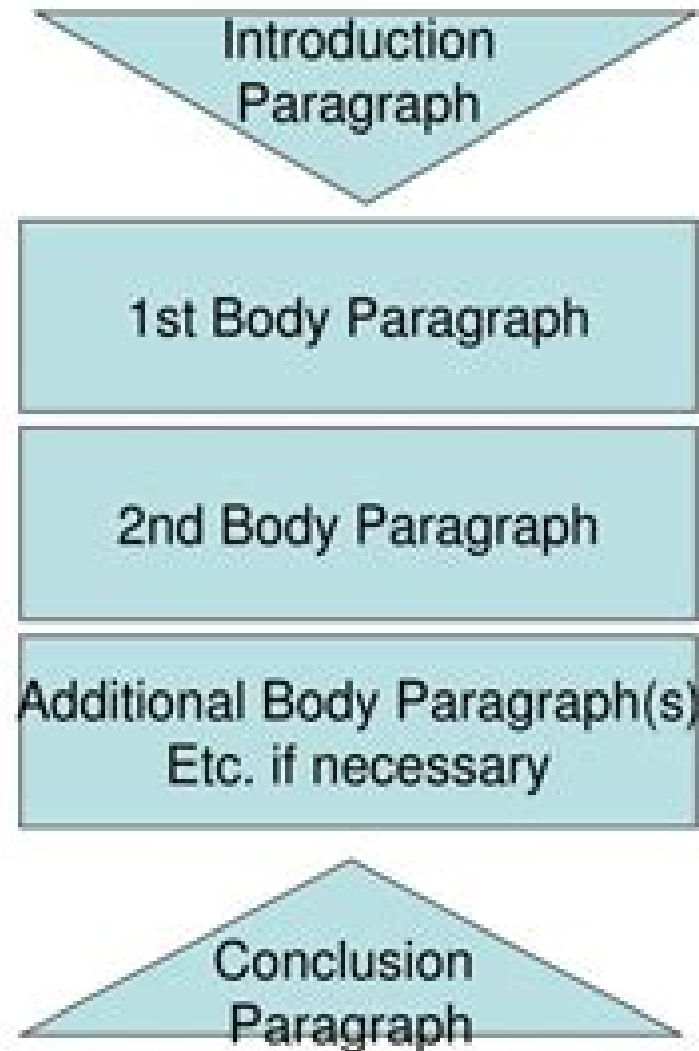 Introduction
Paragraph
1st Body Paragraph
2nd Body Paragraph
Additional Body Paragraph(s)
Etc. if necessary
Conclusion
Paragraph